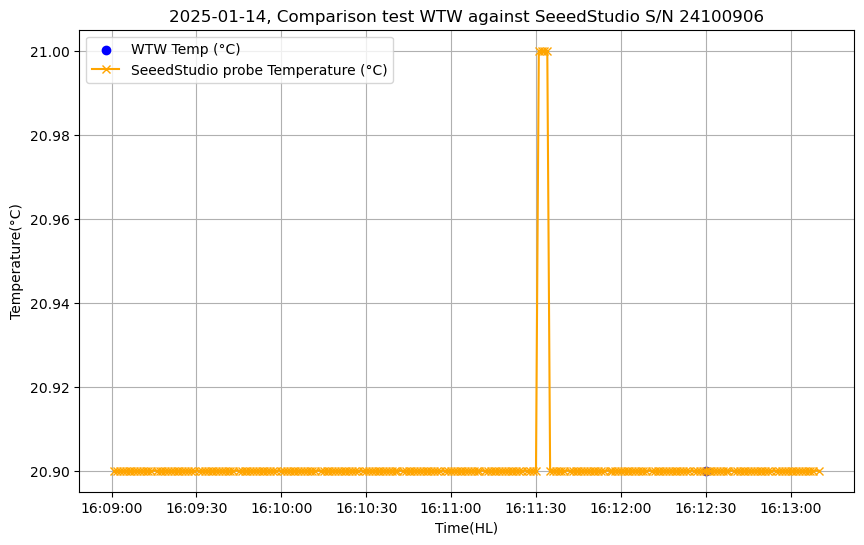 2025-01-14, Comparison test WTW against SeeedStudio S/N 24100906
WTW Temp (°C)
SeeedStudio probe Temperature (°C)
Temperature(°C)
21.00
20.98
20.96
20.94
20.92
20.90
16:09:00 16:09:30 16:10:00 16:10:30 16:11:00 16:11:30 16:12:00 16:12:30 16:13:00
Time(HL)